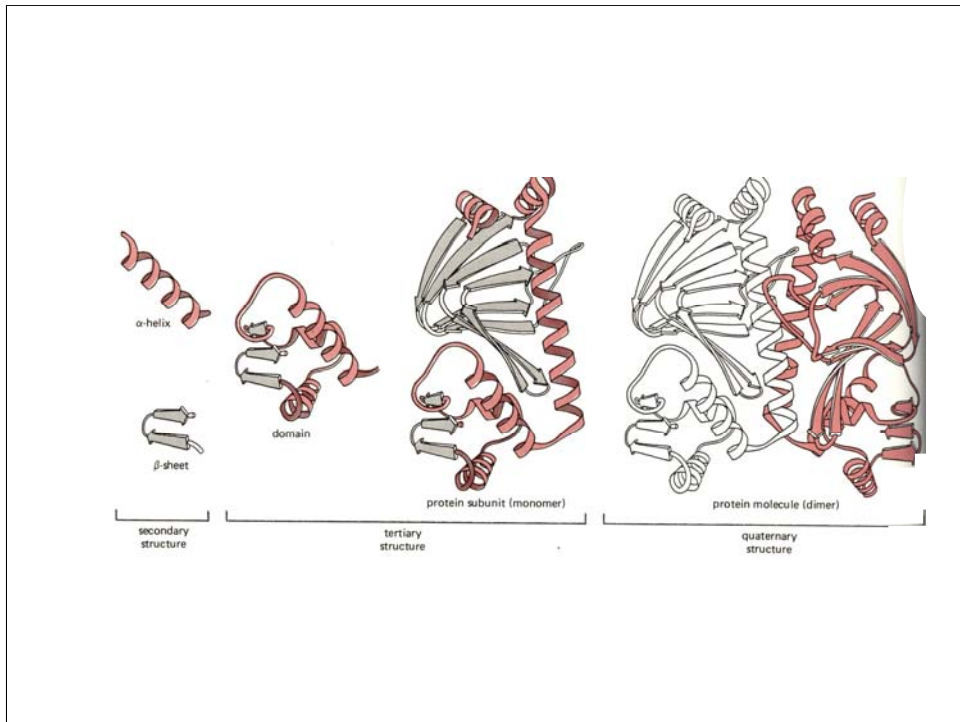 α-helix
β-sheet
domain
protein subunit (monomer)
protein molecule (dimer)
secondary
structure
tertiary
structure
quaternary
structure